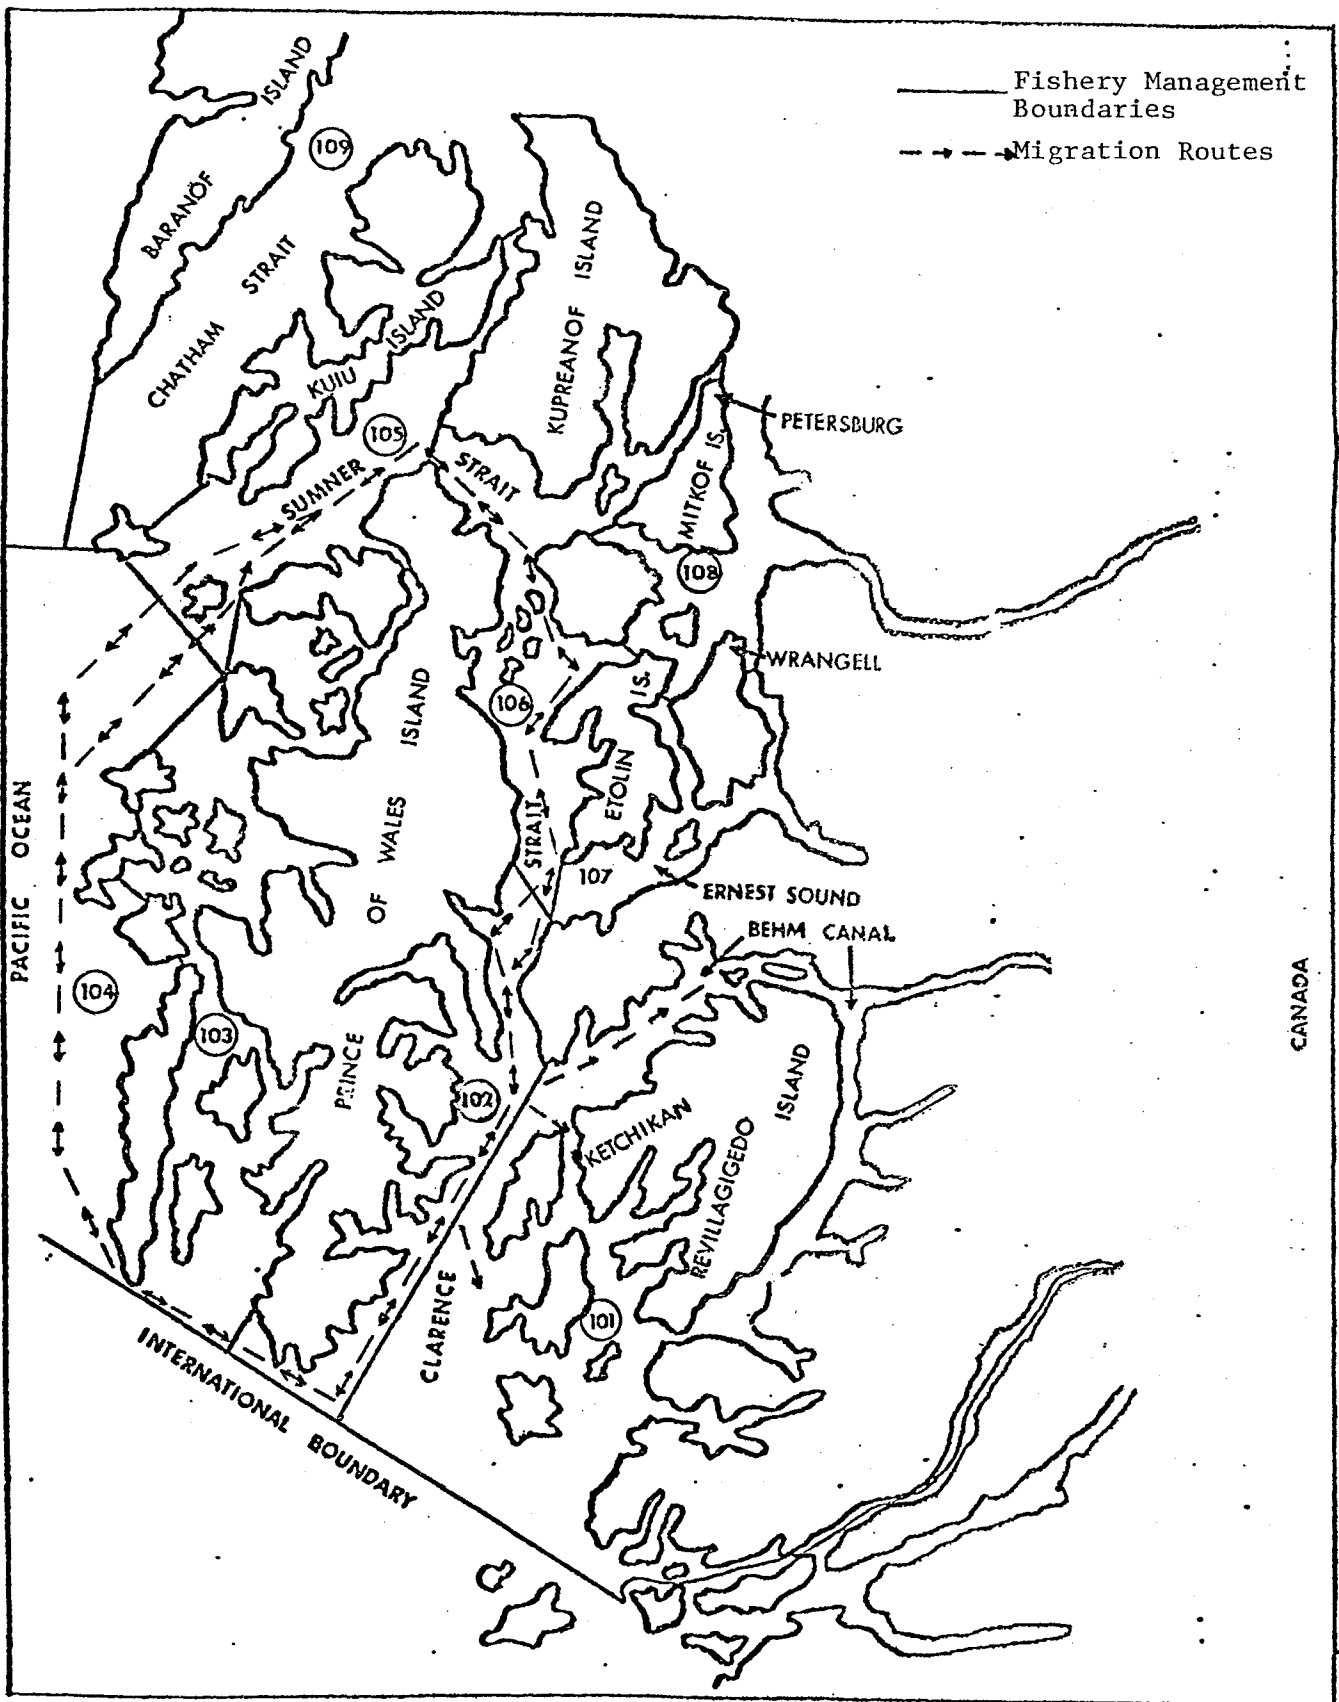 Fishery Management
Boundaries
Migration Routes
ISLAND
109
BARANOF
STRAIT
CHATHAM
ISLAND
KUPREANOF
ISLAND
KUIU
PETERSBURG
105
STRAIT
SUMNER
MITKOF IS.
108
WRANGELL
IS.
ETOLIN
106
ISLAND
OF WALES
PRINCE
STRAIT
107
ERNEST SOUND
BEHM CANAL
PACIFIC OCEAN
104
103
102
CANADA
KETCHIKAN
ISLAND
REVILLAGIGEDO
CLARENCE
101
INTERNATIONAL BOUNDARY